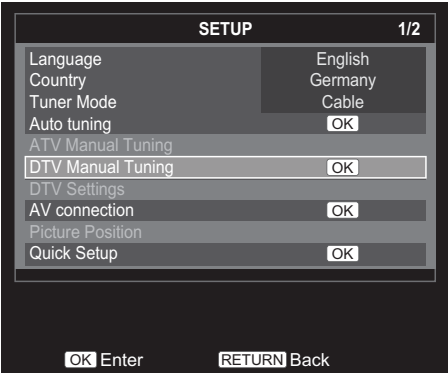 SETUP 1/2
Language English
Country Germany
Tuner Mode Cable
Auto tuning OK
ATV Manual Tuning
DTV Manual Tuning OK
DTV Settings
AV connection OK
Picture Position
Quick Setup OK
OK Enter RETURN Back